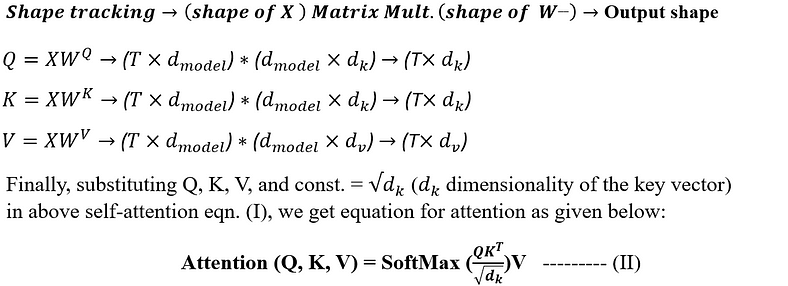 Shape tracking → (shape of X ) Matrix Mult. (shape of W−) → Output shape
Q = XW^Q → (T × d_model) * (d_model × d_k) → (T× d_k)
K = XW^K → (T × d_model) * (d_model × d_k) → (T× d_k)
V = XW^V → (T × d_model) * (d_model × d_v) → (T× d_v)
Finally, substituting Q, K, V, and const. = √d_k (d_k dimensionality of the key vector)
in above self-attention eqn. (I), we get equation for attention as given below:
Attention (Q, K, V) = SoftMax (QK^T/√d_k)V --------- (II)